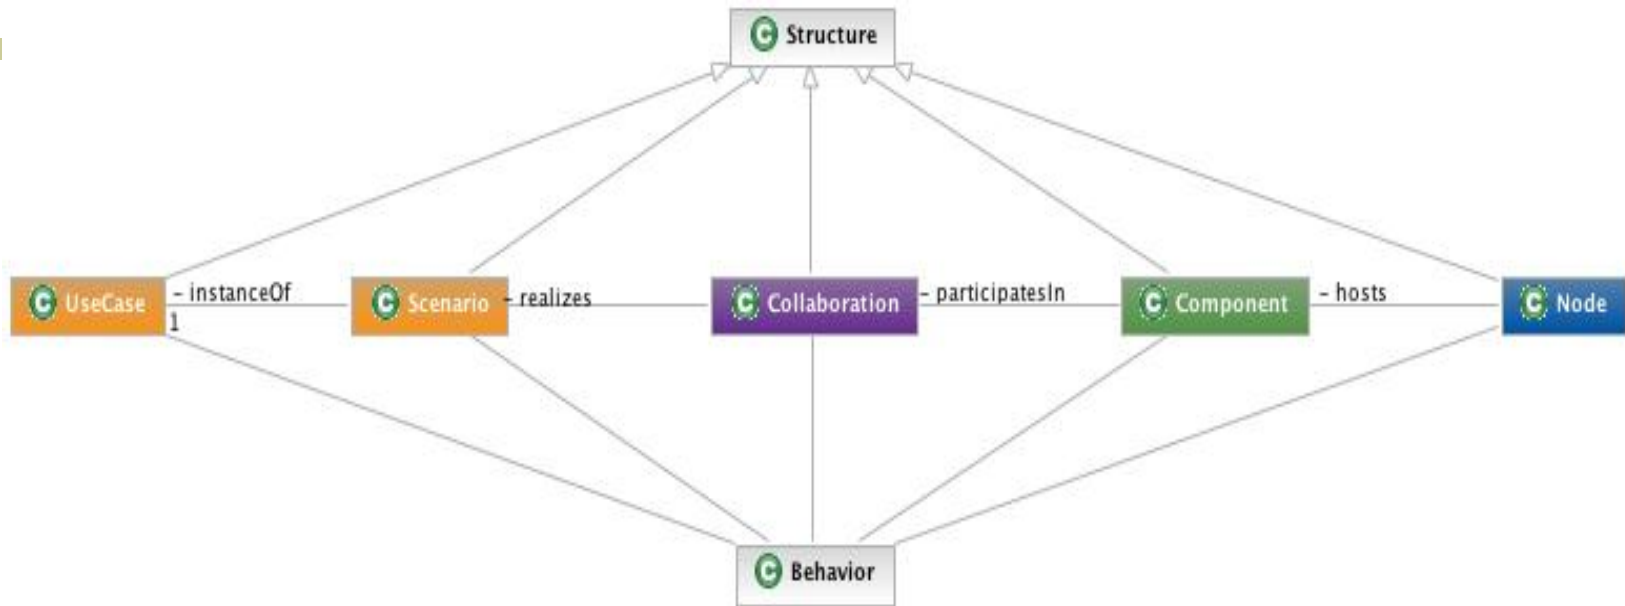 C Structure
- instanceOf
- realizes
- participatesIn
- hosts
C UseCase
C Scenario
C Collaboration
C Component
C Node
1
C Behavior